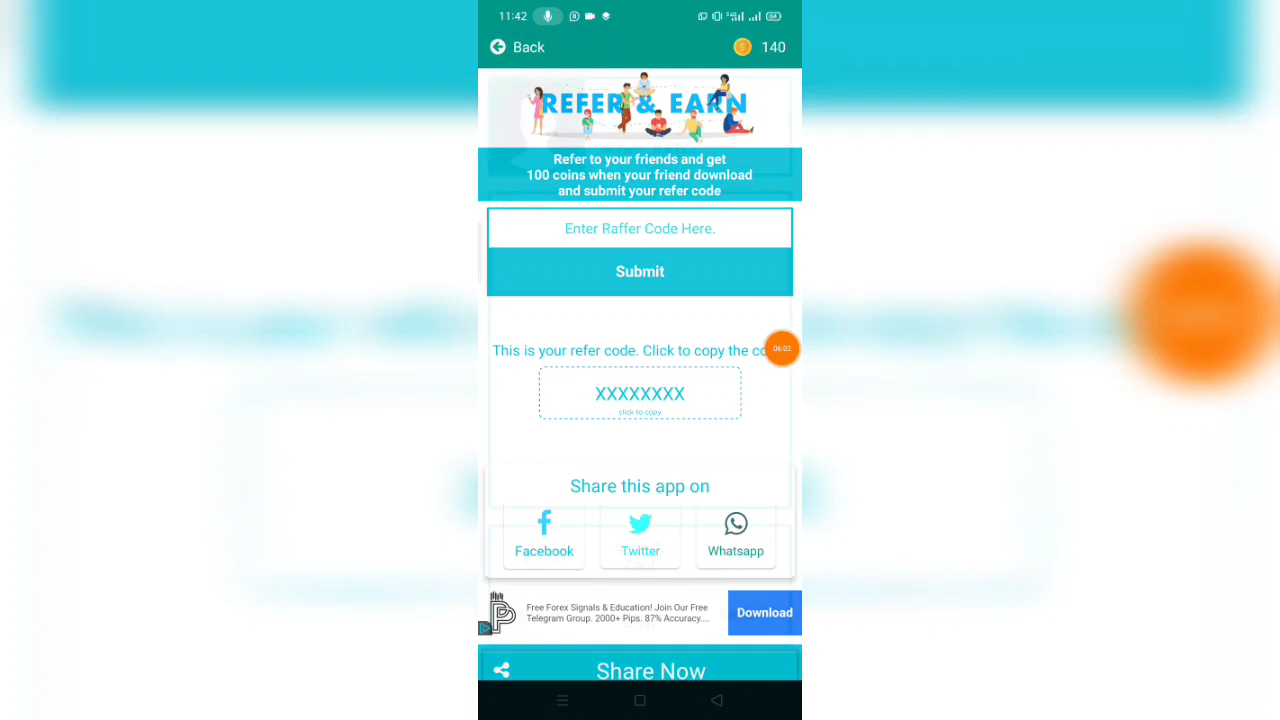 11:42
Back
140
REFER & EARN
Refer to your friends and get
100 coins when your friend download
and submit your refer code
Enter Raffer Code Here.
Submit
This is your refer code. Click to copy the
06:02
XXXXXXXX
click to copy
Share this app on
Facebook
Twitter
Whatsapp
Free Forex Signals & Education! Join Our Free
Telegram Group. 2000+ Pips. 87% Accuracy....
Download
Share Now